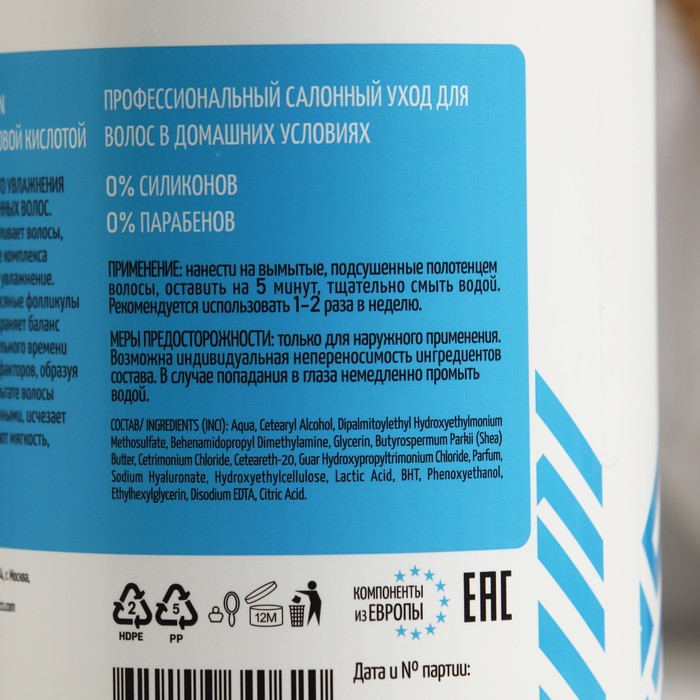 N
ОВОЙ КИСЛОТОЙ
О УВЛАЖНЕНИЯ
ННЫХ ВОЛОС.
ивает волосы,
е комплекса
увлажнение.
сяные фолликулы
раняет баланс
льного времени
факторов, образуя
льтате волосы
ными, исчезает
ют мягкость,
ПРОФЕССИОНАЛЬНЫЙ САЛОННЫЙ УХОД ДЛЯ
ВОЛОС В ДОМАШНИХ УСЛОВИЯХ
0% СИЛИКОНОВ
0% ПАРАБЕНОВ
ПРИМЕНЕНИЕ: нанести на вымытые, подсушенные полотенцем
волосы, оставить на 5 минут, тщательно смыть водой.
Рекомендуется использовать 1-2 раза в неделю.
МЕРЫ ПРЕДОСТОРОЖНОСТИ: только для наружного применения.
Возможна индивидуальная непереносимость ингредиентов
состава. В случае попадания в глаза немедленно промыть
водой.
СОСТАВ/ INGREDIENTS (INCI): Aqua, Cetearyl Alcohol, Dipalmitoylethyl Hydroxyethylmonium
Methosulfate, Behenamidopropyl Dimethylamine, Glycerin, Butyrospermum Parkii (Shea)
Butter, Cetrimonium Chloride, Ceteareth-20, Guar Hydroxypropyltrimonium Chloride, Parfum,
Sodium Hyaluronate, Hydroxyethylcellulose, Lactic Acid, BHT, Phenoxyethanol,
Ethylhexylglycerin, Disodium EDTA, Citric Acid.
г. Москва,
2
HDPE
5
PP
12M
КОМПОНЕНТЫ
ИЗ ЕВРОПЫ
EAC
Дата и № партии: